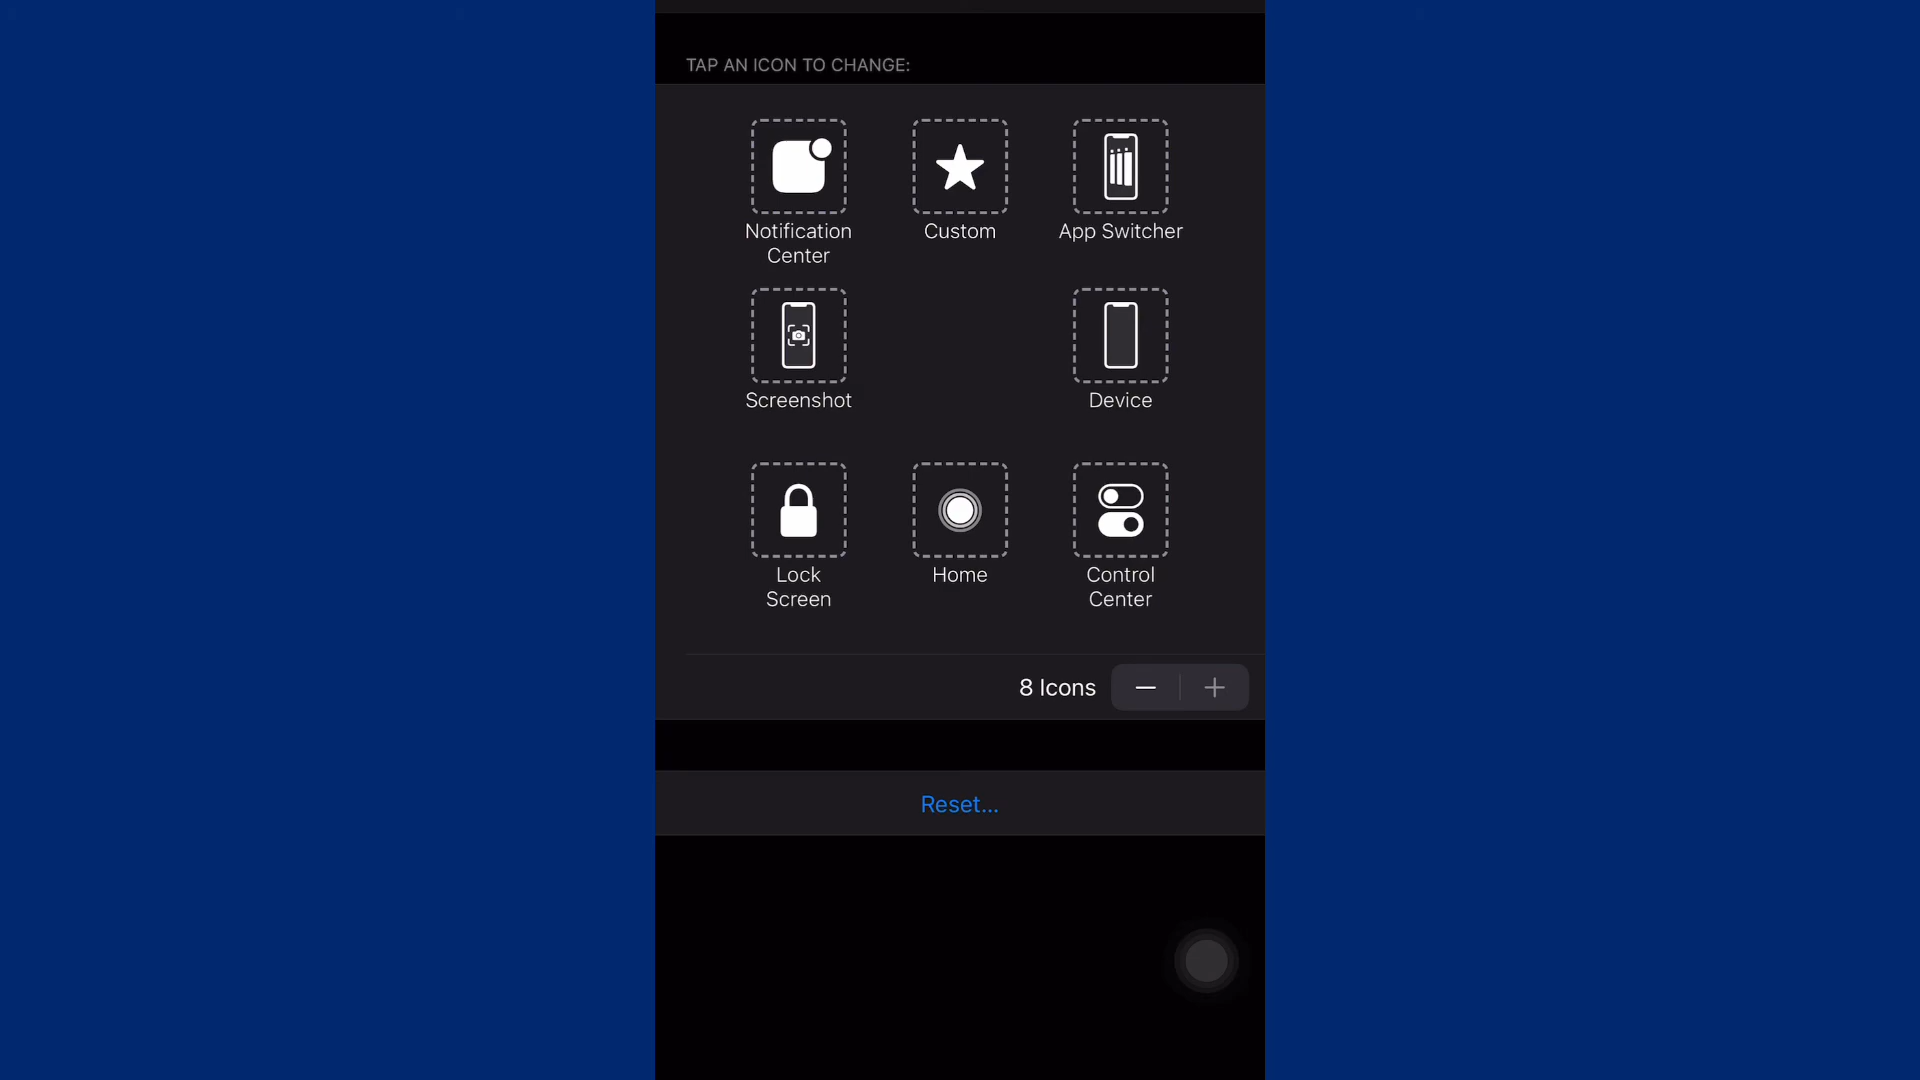 TAP AN ICON TO CHANGE:
Notification
Center
Custom
App Switcher
Screenshot
Device
Lock
Screen
Home
Control
Center
8 Icons
Reset...